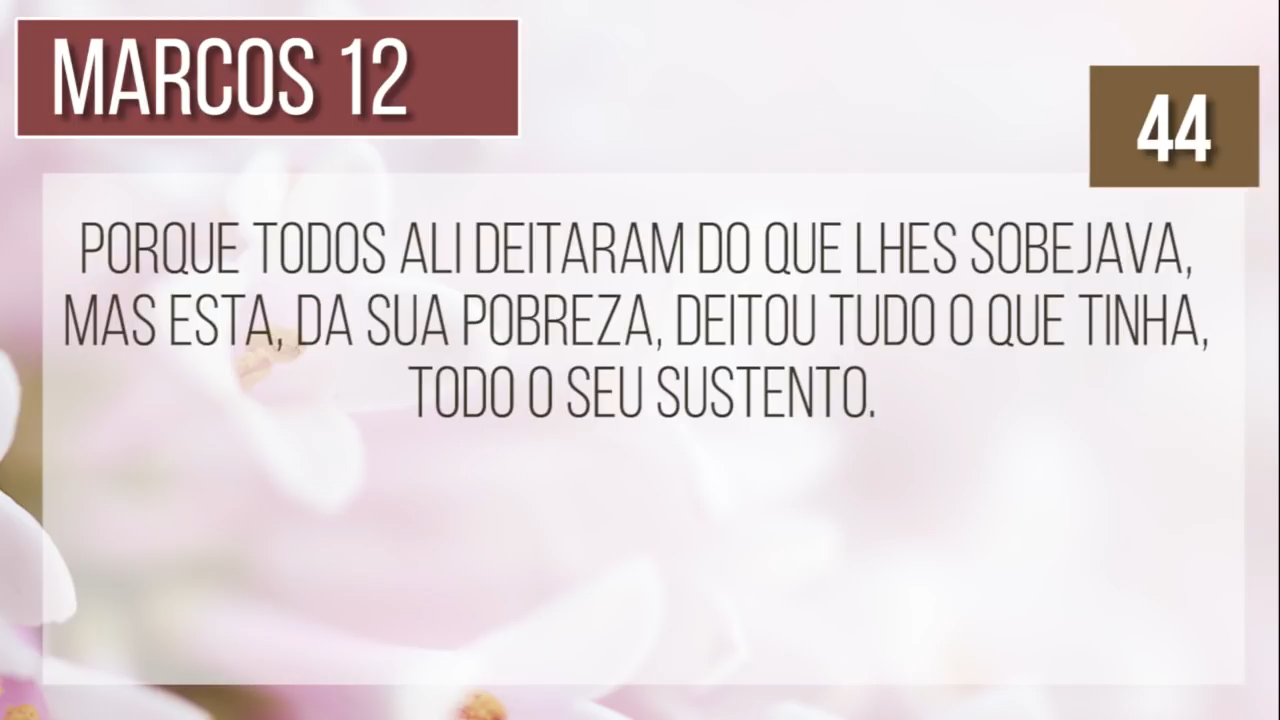 MARCOS 12
44
PORQUE TODOS ALI DEITARAM DO QUE LHES SOBEJAVA,
MAS ESTA, DA SUA POBREZA, DEITOU TUDO O QUE TINHA,
TODO O SEU SUSTENTO.